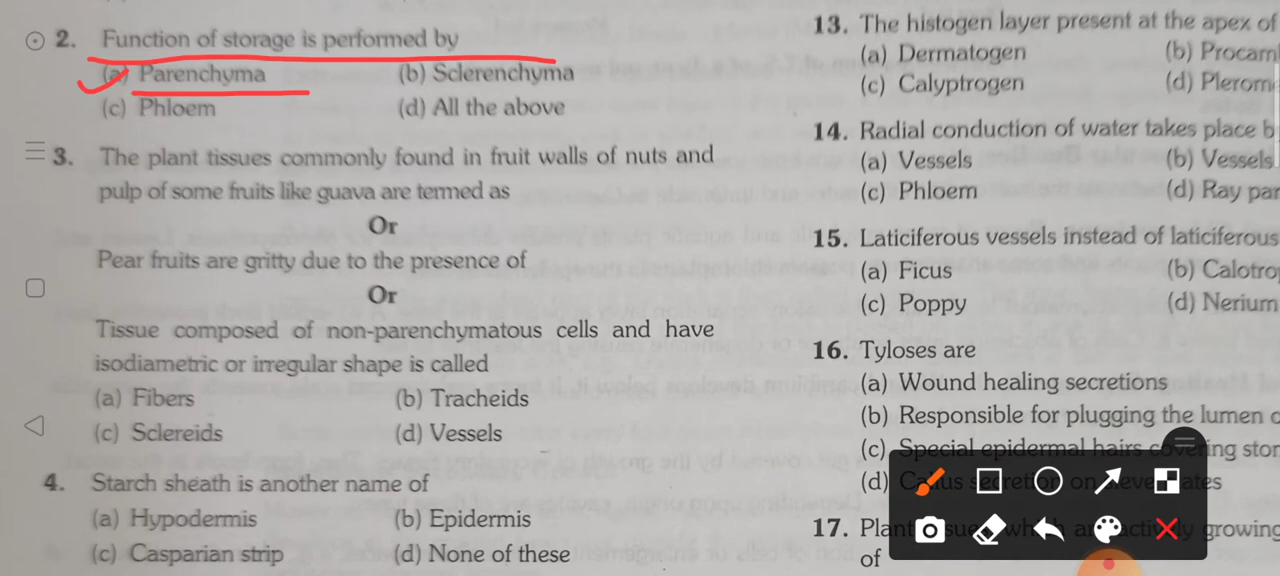 2. Function of storage is performed by
(a) Parenchyma (b) Sclerenchyma
(c) Phloem (d) All the above
3. The plant tissues commonly found in fruit walls of nuts and
pulp of some fruits like guava are termed as
Or
Pear fruits are gritty due to the presence of
Or
Tissue composed of non-parenchymatous cells and have
isodiametric or irregular shape is called
(a) Fibers (b) Tracheids
(c) Sclereids (d) Vessels
4. Starch sheath is another name of
(a) Hypodermis (b) Epidermis
(c) Casparian strip (d) None of these
13. The histogen layer present at the apex of
(a) Dermatogen (b) Procam
(c) Calyptrogen (d) Plerom
14. Radial conduction of water takes place b
(a) Vessels (b) Vessels
(c) Phloem (d) Ray par
15. Laticiferous vessels instead of laticiferous
(a) Ficus (b) Calotro
(c) Poppy (d) Nerium
16. Tyloses are
(a) Wound healing secretions
(b) Responsible for plugging the lumen
(c) Special epidermal hairs covering
(d)
17. growing
of